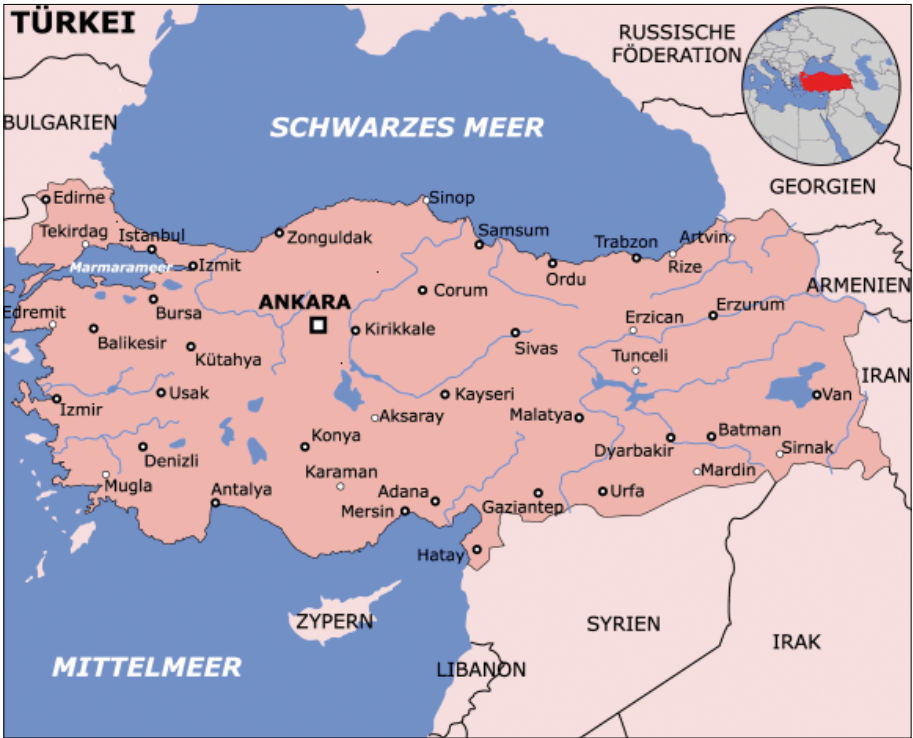 TÜRKEI
RUSSISCHE
FÖDERATION
BULGARIEN
SCHWARZES MEER
GEORGIEN
Edirne
Sinop
Tekirdag
Istanbul
Zonguldak
Samsum
Trabzon
Artvin
Marmarameer
Izmit
Ordu
Rize
ARMENIEN
ANKARA
Corum
Edremit
Bursa
Erzican
Erzurum
Balikesir
Kirikkale
Sivas
Kütahya
Tunceli
IRAN
Izmir
Usak
Kayseri
Van
Aksaray
Malatya
Konya
Batman
Dyarbakir
Denizli
Sirnak
Karaman
Mardin
Mugla
Antalya
Adana
Urfa
Mersin
Gaziantep
Hatay
ZYPERN
SYRIEN
IRAK
MITTELMEER
LIBANON